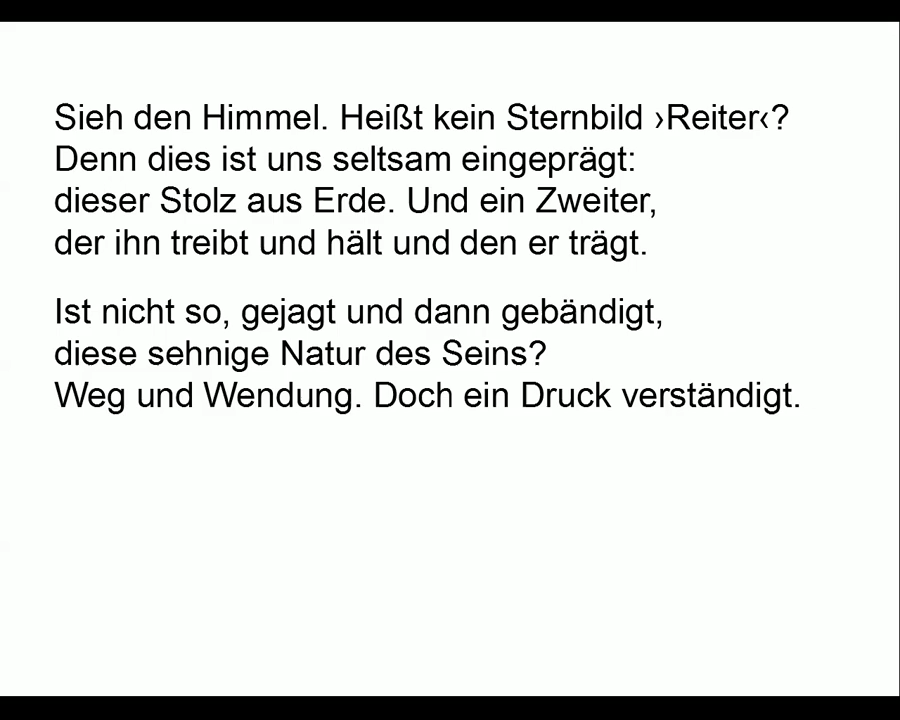 Sieh den Himmel. Heißt kein Sternbild ›Reiter‹?
Denn dies ist uns seltsam eingeprägt:
dieser Stolz aus Erde. Und ein Zweiter,
der ihn treibt und hält und den er trägt.
Ist nicht so, gejagt und dann gebändigt,
diese sehnige Natur des Seins?
Weg und Wendung. Doch ein Druck verständigt.